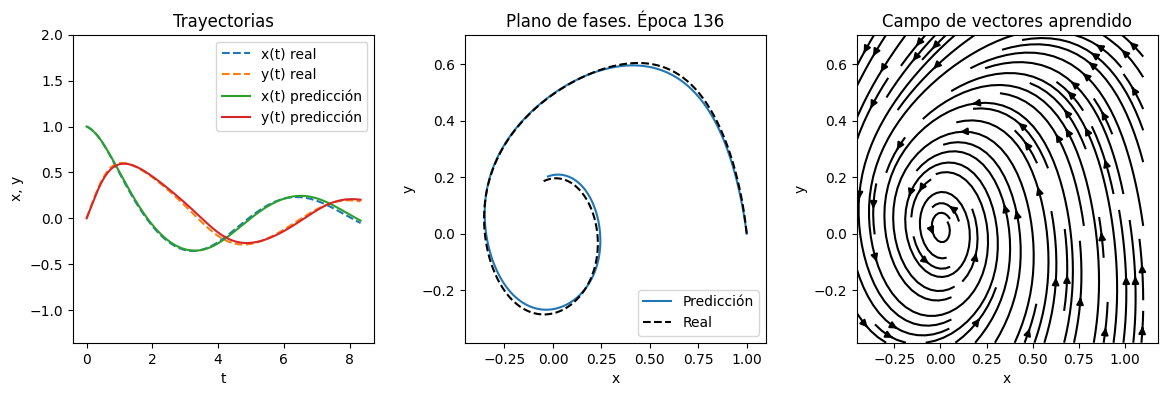 Trayectorias
2.0
1.5
1.0
0.5
0.0
−0.5
−1.0
x, y
0 2 4 6 8
t
x(t) real
y(t) real
x(t) predicción
y(t) predicción
Plano de fases. Época 136
0.6
0.4
0.2
0.0
−0.2
y
−0.25 0.00 0.25 0.50 0.75 1.00
x
Predicción
Real
Campo de vectores aprendido
0.6
0.4
0.2
0.0
−0.2
y
−0.25 0.00 0.25 0.50 0.75 1.00
x